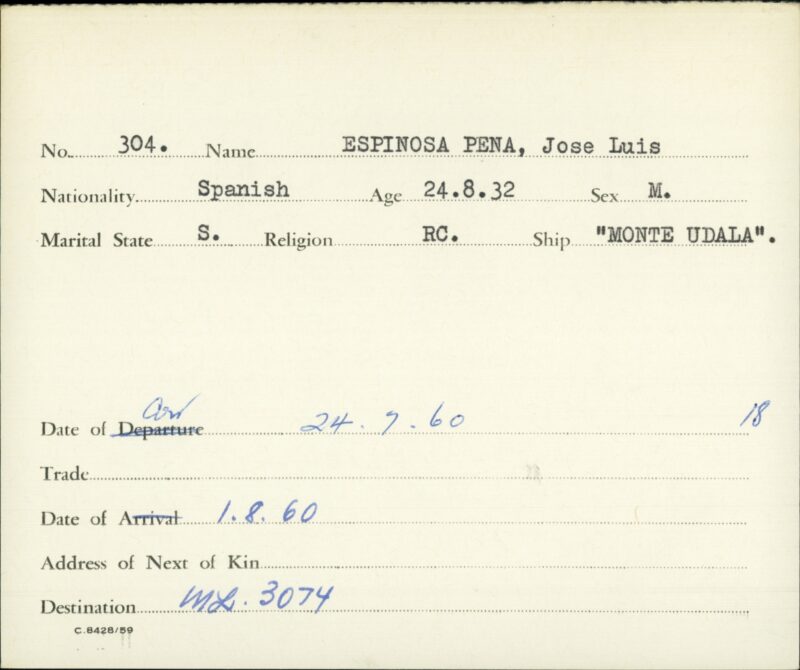 No. 304. Name ESPINOSA PENA, Jose Luis
Nationality Spanish Age 24.8.32 Sex M.
Marital State S. Religion RC. Ship "MONTE UDALA".
Date of Departure 24.7.60 18
Trade
Date of Arrival 1.8.60
Address of Next of Kin
Destination 3074
C.8428/59